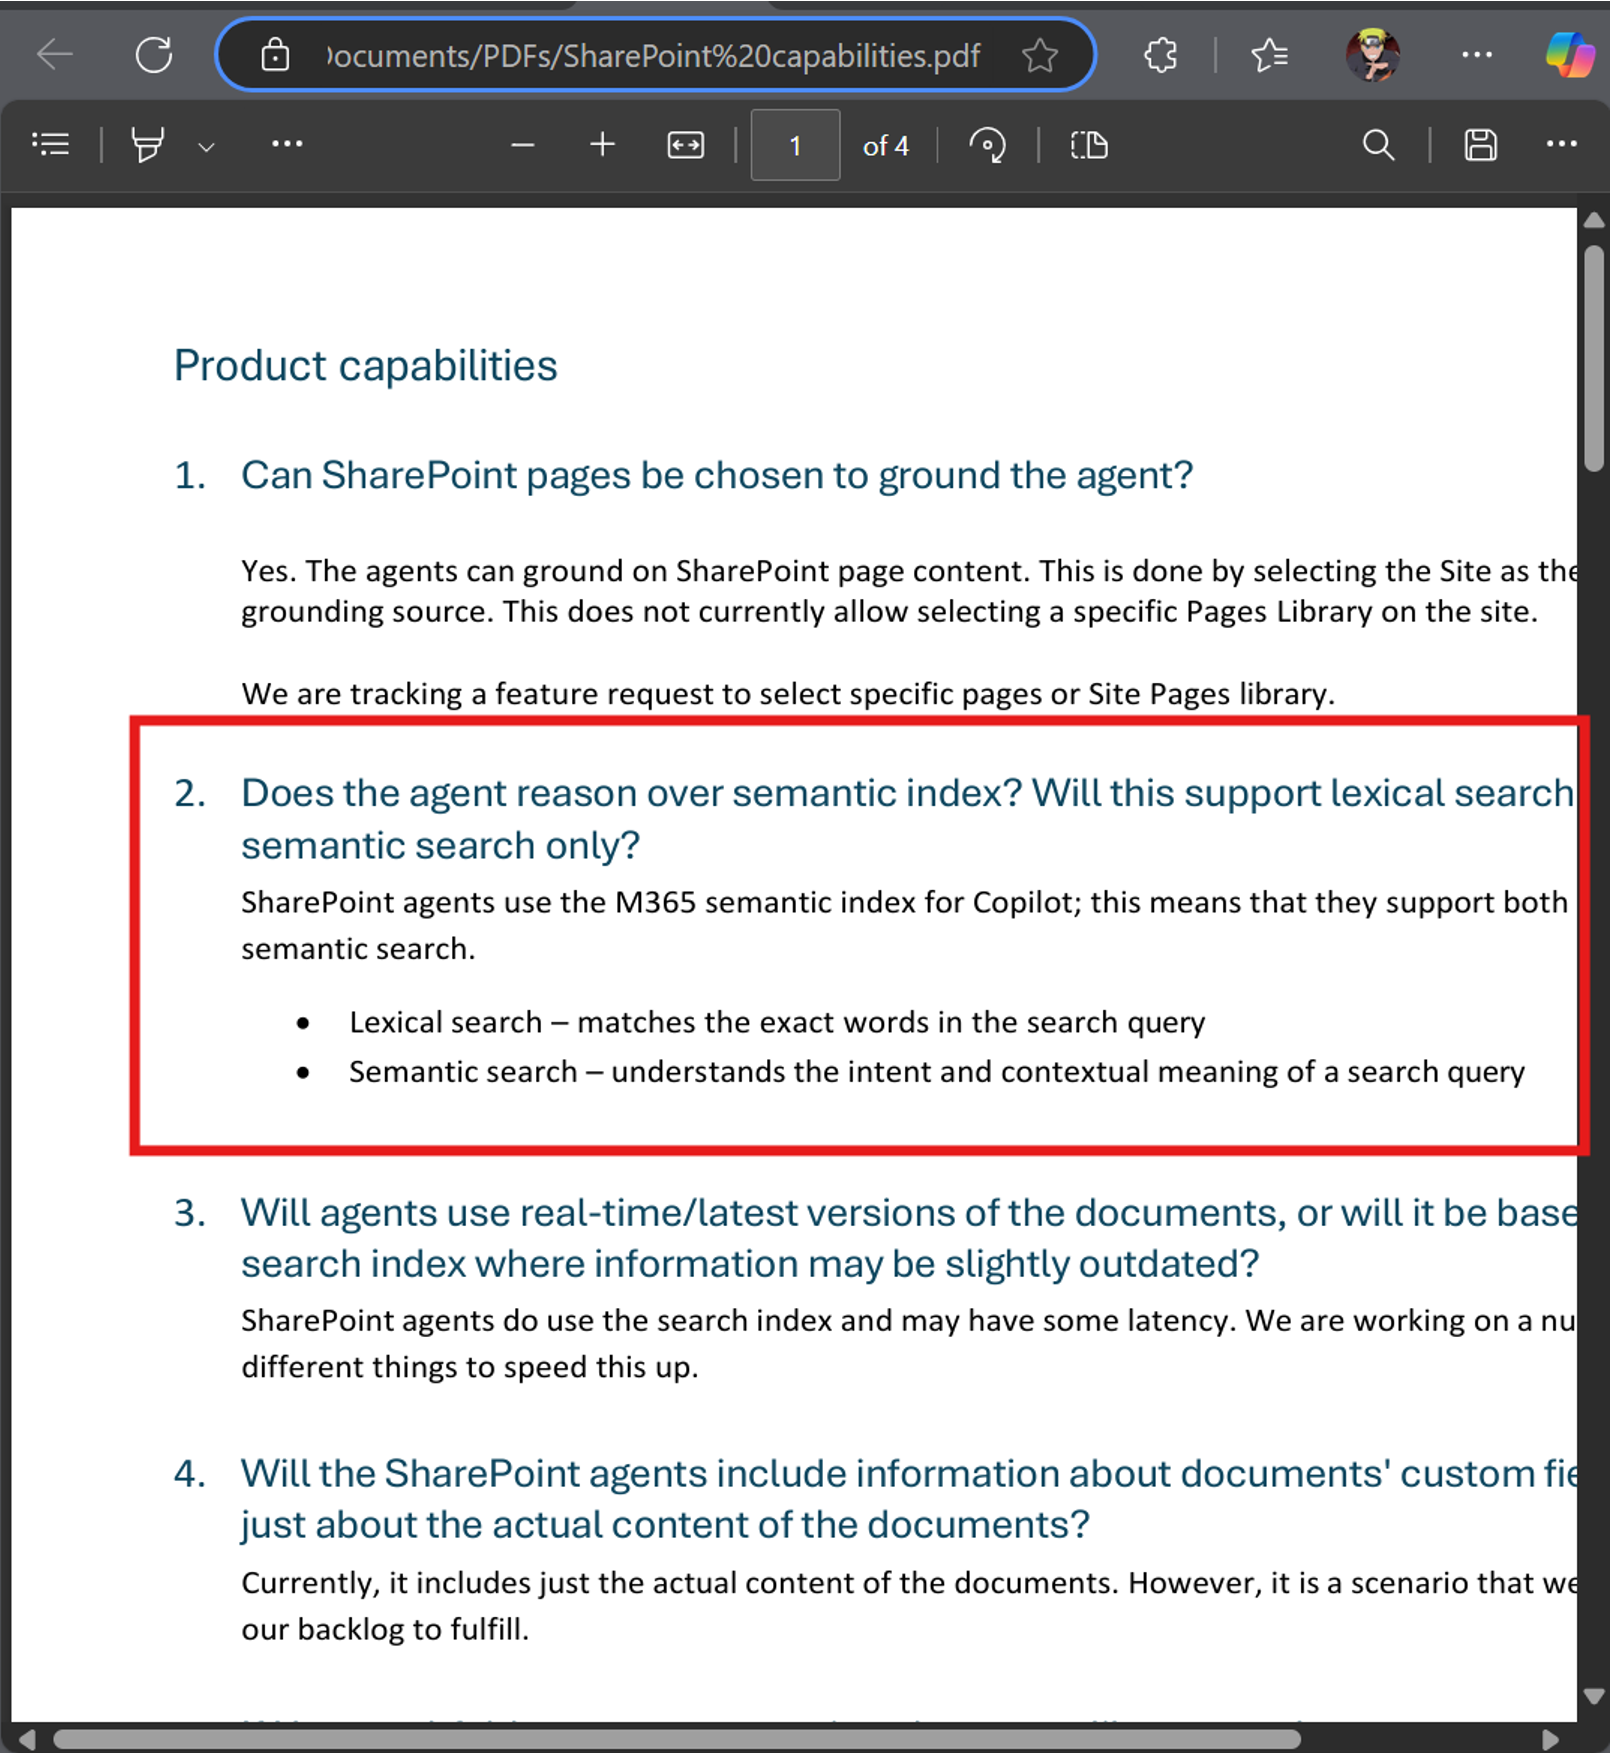 Documents/PDFs/SharePoint%20capabilities.pdf
1 of 4
Product capabilities
1. Can SharePoint pages be chosen to ground the agent?
Yes. The agents can ground on SharePoint page content. This is done by selecting the Site as the
grounding source. This does not currently allow selecting a specific Pages Library on the site.
We are tracking a feature request to select specific pages or Site Pages library.
2. Does the agent reason over semantic index? Will this support lexical search
semantic search only?
SharePoint agents use the M365 semantic index for Copilot; this means that they support both
semantic search.
• Lexical search – matches the exact words in the search query
• Semantic search – understands the intent and contextual meaning of a search query
3. Will agents use real-time/latest versions of the documents, or will it be base
search index where information may be slightly outdated?
SharePoint agents do use the search index and may have some latency. We are working on a nu
different things to speed this up.
4. Will the SharePoint agents include information about documents' custom fie
just about the actual content of the documents?
Currently, it includes just the actual content of the documents. However, it is a scenario that we
our backlog to fulfill.